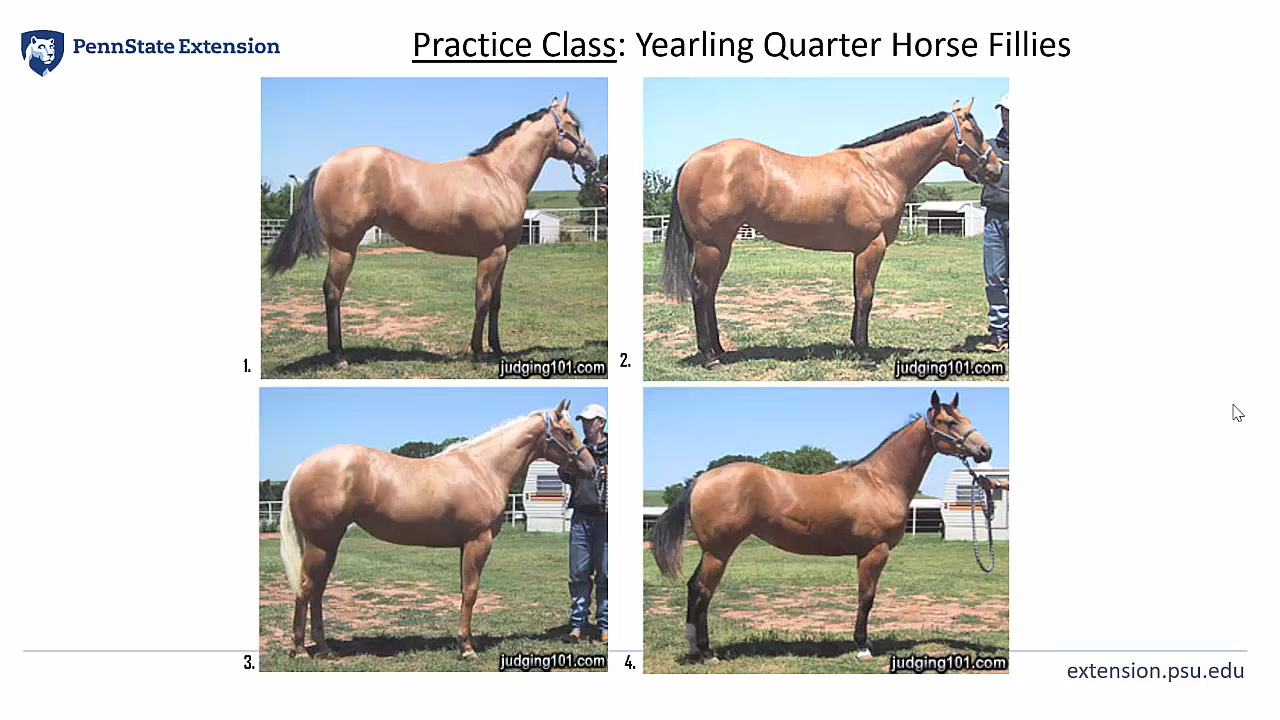 PennState Extension
Practice Class: Yearling Quarter Horse Fillies
judging101.com
1.
judging101.com
2.
judging101.com
3.
judging101.com
4.
extension.psu.edu